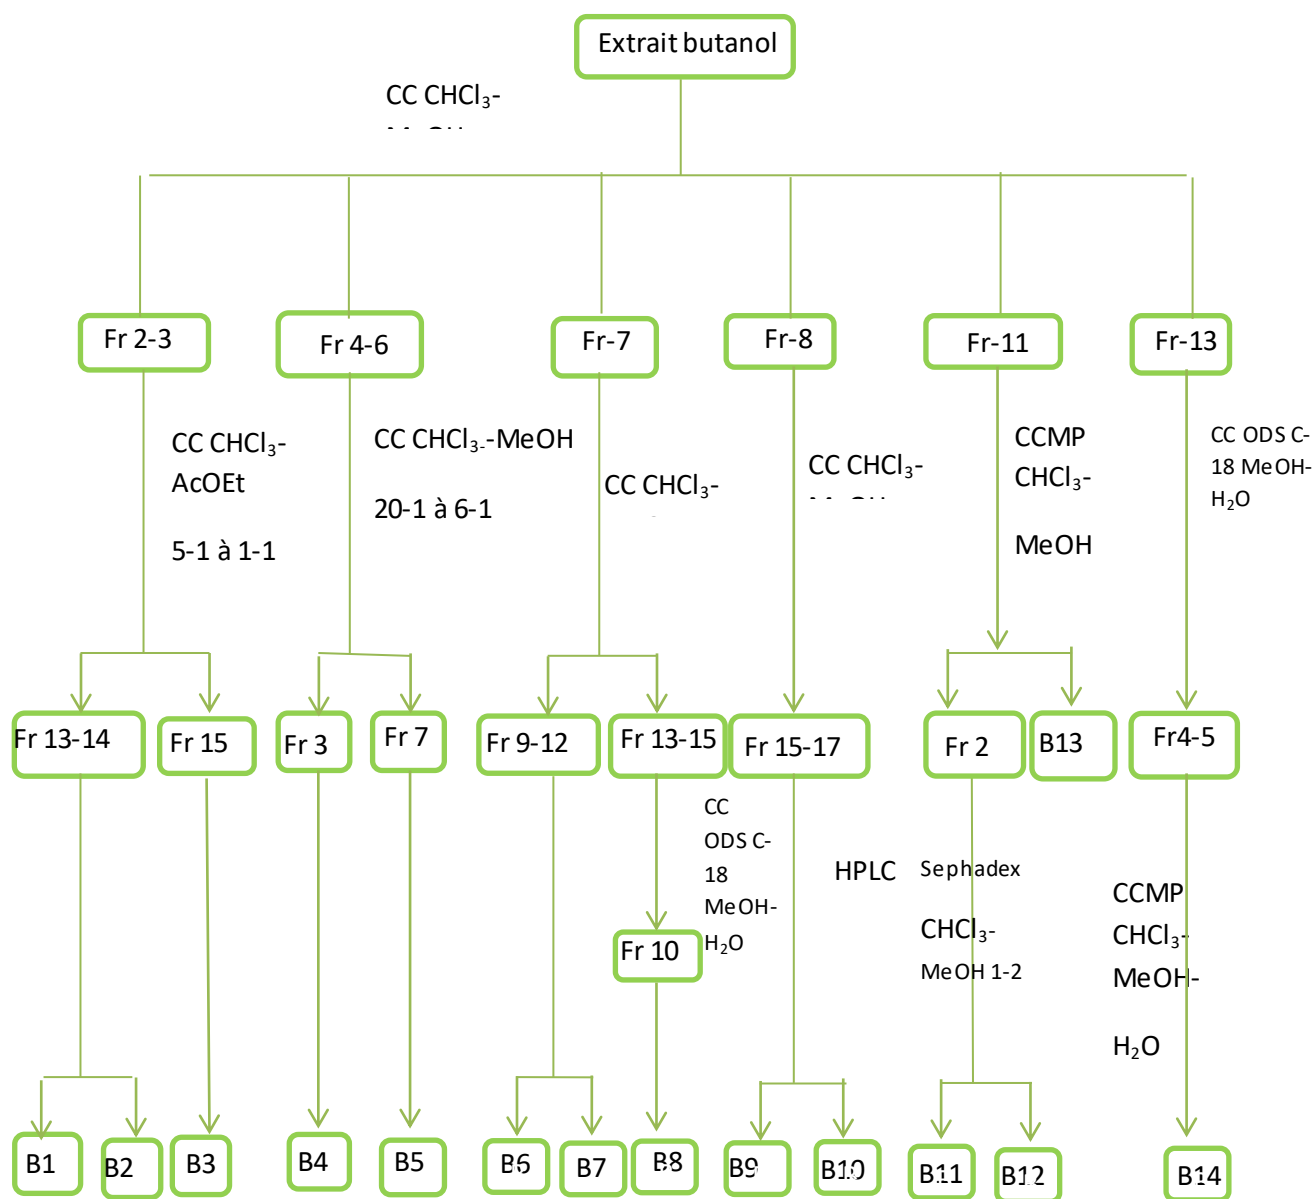 Extrait butanol
CC CHCl₃-
Fr 2-3
Fr 4-6
Fr-7
Fr-8
Fr-11
Fr-13
CC CHCl₃-
AcOEt
5-1 à 1-1
CC CHCl₃₋-MeOH
20-1 à 6-1
CC CHCl₃-
CC CHCl₃-
CCMP
CHCl₃-
MeOH
CC ODS C-
18 MeOH-
H₂O
Fr 13-14
Fr 15
Fr 3
Fr 7
Fr 9-12
Fr 13-15
Fr 15-17
Fr 2
B13
Fr4-5
CC
ODS C-
18
MeOH-
H₂O
HPLC
Sephadex
CHCl₃-
MeOH 1-2
CCMP
CHCl₃-
MeOH-
H₂O
Fr 10
B1
B2
B3
B4
B5
B6
B7
B8
B9
B10
B11
B12
B14